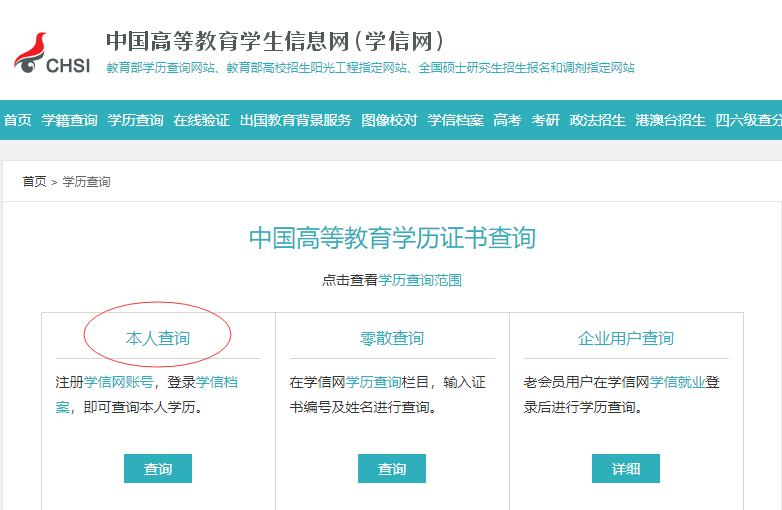 中国高等教育学生信息网(学信网)
CHSI
教育部学历查询网站、教育部高校招生阳光工程指定网站、全国硕士研究生招生报名和调剂指定网站
首页 学籍查询 学历查询 在线验证 出国教育背景服务 图像校对 学信档案 高考 考研 政法招生 港澳台招生 四六级查分
首页 > 学历查询
中国高等教育学历证书查询
点击查看学历查询范围
本人查询
注册学信网账号，登录学信档
案，即可查询本人学历。
查询
零散查询
在学信网学历查询栏目，输入证
书编号及姓名进行查询。
查询
企业用户查询
老会员用户在学信网学信就业登
录后进行学历查询。
详细